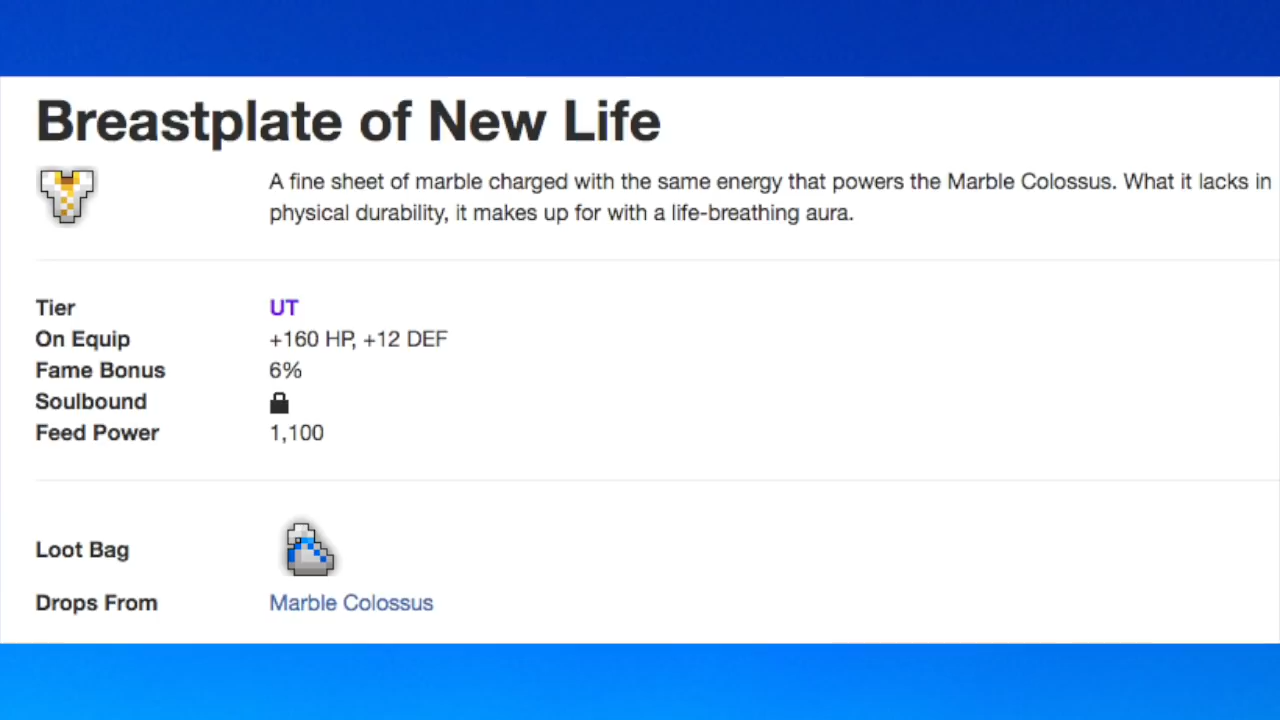 Breastplate of New Life
A fine sheet of marble charged with the same energy that powers the Marble Colossus. What it lacks in
physical durability, it makes up for with a life-breathing aura.
Tier UT
On Equip +160 HP, +12 DEF
Fame Bonus 6%
Soulbound
Feed Power 1,100
Loot Bag
Drops From Marble Colossus